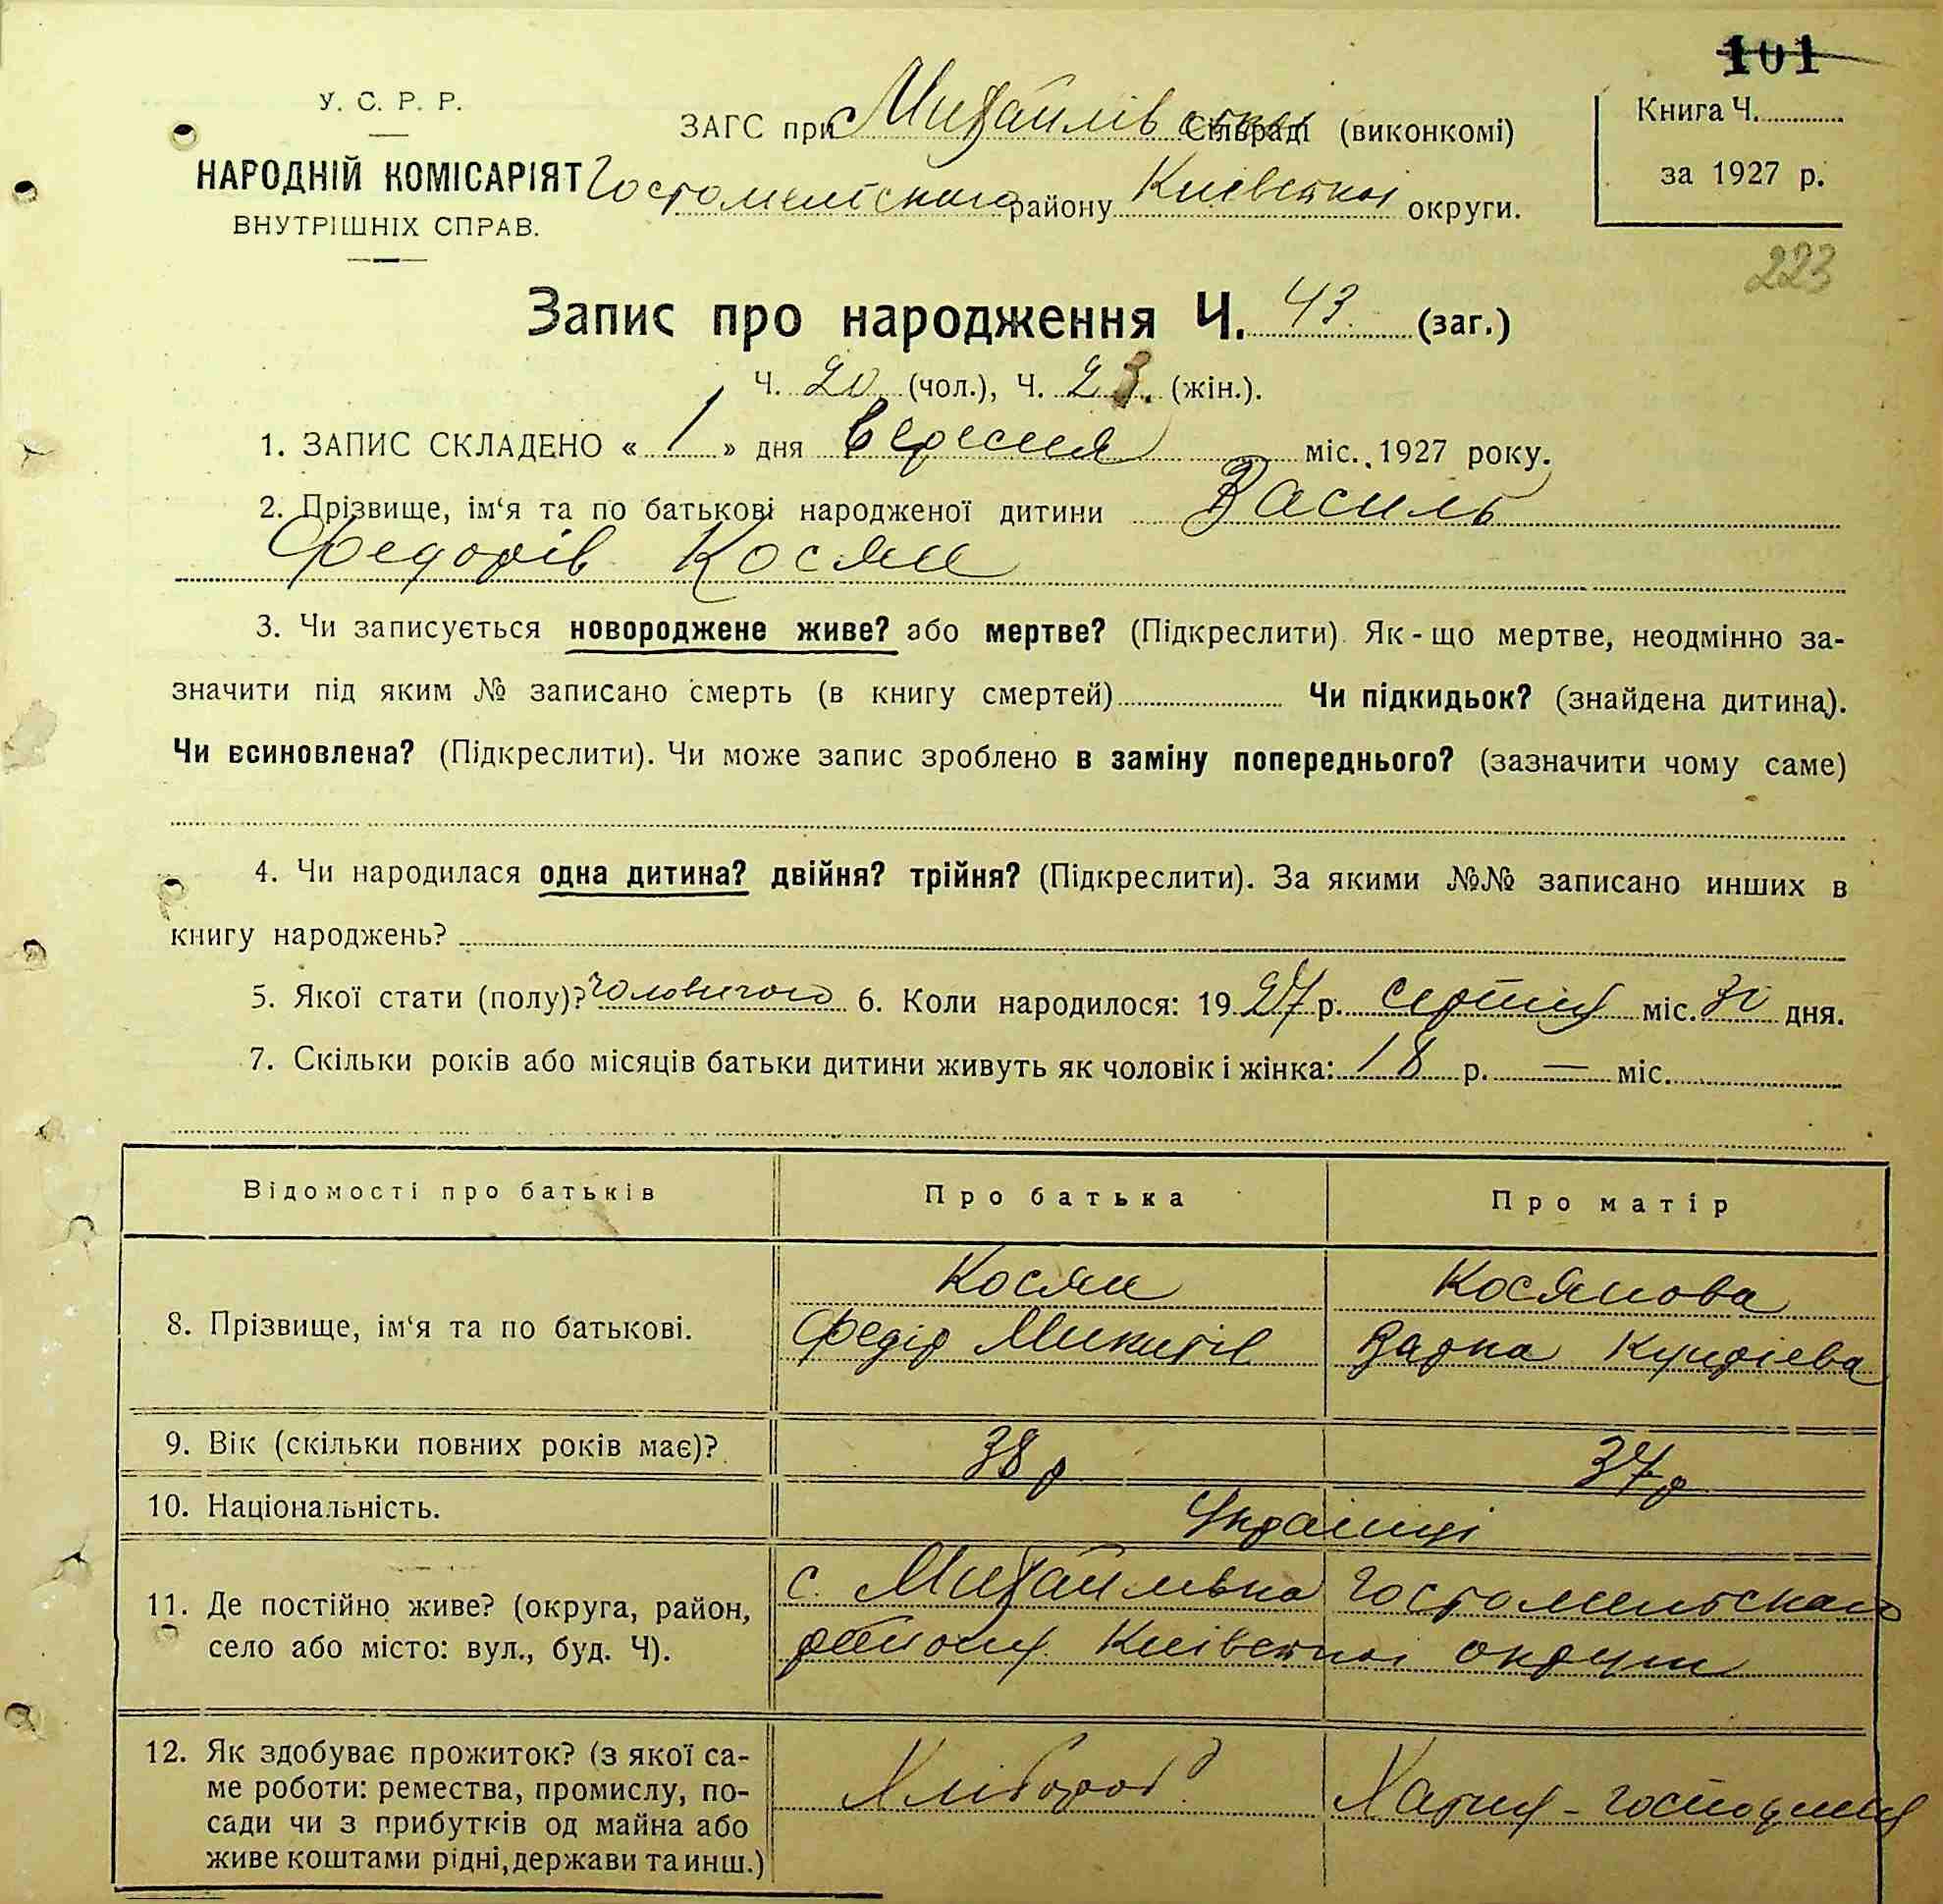 101
У. С. Р. Р.
НАРОДНІЙ КОМІСАРІЯТ
ВНУТРІШНІХ СПРАВ.
ЗАГС при Михайлівській сільраді (виконкомі)
Гостомельського району Київської округи.
Книга Ч.
за 1927 р.
223
Запис про народження Ч. 43 (заг.)
Ч. 20 (чол.), Ч. 23. (жін.).
1. ЗАПИС СКЛАДЕНО « 1 » дня вересня міс. 1927 року.
2. Прізвище, ім‘я та по батькові народженої дитини Василь
Федорів Косян
3. Чи записується новороджене живе? або мертве? (Підкреслити) Як-що мертве, неодмінно за-
значити під яким № записано смерть (в книгу смертей) Чи підкидьок? (знайдена дитина).
Чи всиновлена? (Підкреслити). Чи може запис зроблено в заміну попереднього? (зазначити чому саме)
4. Чи народилася одна дитина? двійня? трійня? (Підкреслити). За якими №№ записано инших в
книгу народжень?
5. Якої стати (полу)? чоловічого 6. Коли народилося: 1927 р. серпня міс. 30 дня.
7. Скільки років або місяців батьки дитини живуть як чоловік і жінка: 18 р. — міс.
Відомості про батьків
Про батька
Про матір
8. Прізвище, ім‘я та по батькові.
Косян
Федір Микитів
Косянова
Варка Кіндрієва
9. Вік (скільки повних років має)?
38 р
37 р
10. Національність.
Українці
11. Де постійно живе? (округа, район,
село або місто: вул., буд. Ч).
с. Михайлівка Гостомельского
району Київської округи
12. Як здобуває прожиток? (з якої са-
ме роботи: ремества, промислу, по-
сади чи з прибутків од майна або
живе коштами рідні, держави та инш.)
Хлібороб
Хатня - господиня